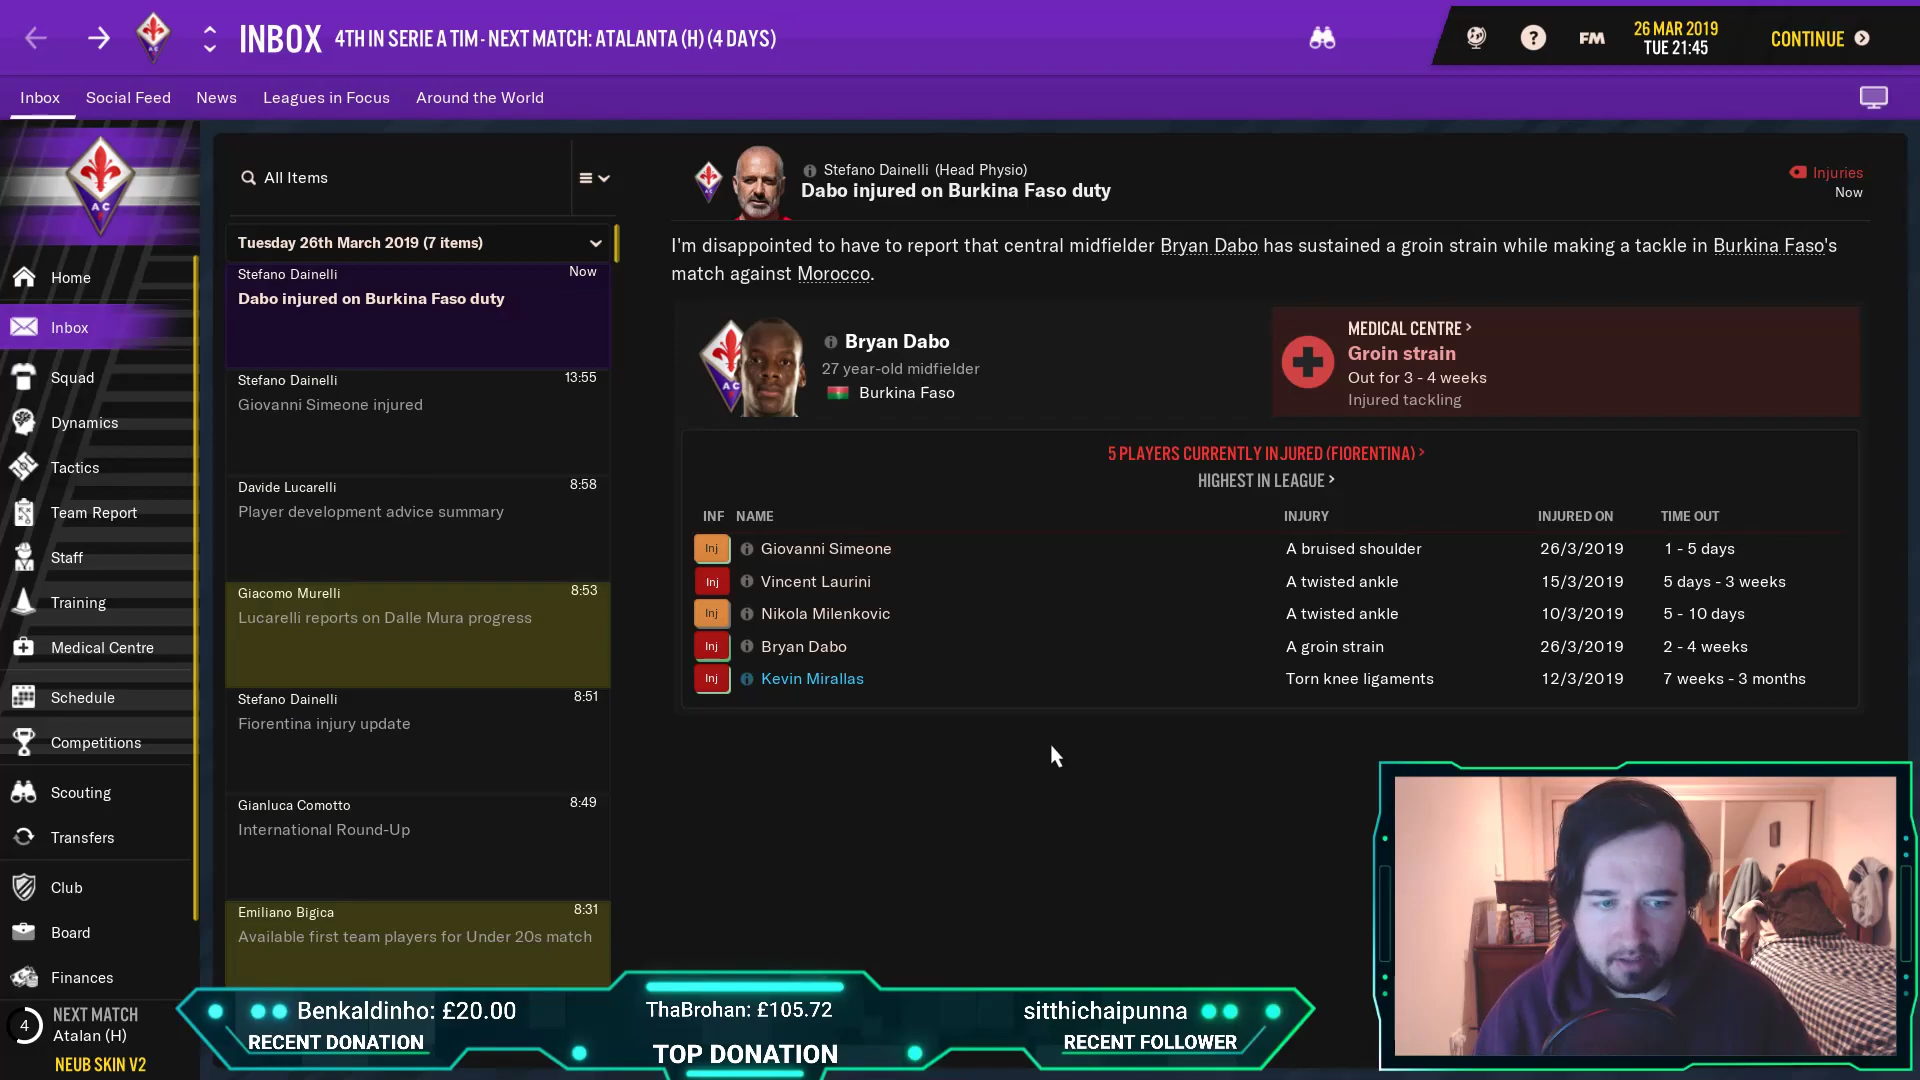 INBOX 4TH IN SERIE A TIM - NEXT MATCH: ATALANTA (H) (4 DAYS)
FM
26 MAR 2019
TUE 21:45
CONTINUE
Inbox Social Feed News Leagues in Focus Around the World
Home
Inbox
Squad
Dynamics
Tactics
Team Report
Staff
Training
Medical Centre
Schedule
Competitions
Scouting
Transfers
Club
Board
Finances
4
NEXT MATCH
Atalan (H)
NEUB SKIN V2
All Items
Tuesday 26th March 2019 (7 items)
Stefano Dainelli Now
Dabo injured on Burkina Faso duty
Stefano Dainelli 13:55
Giovanni Simeone injured
Davide Lucarelli 8:58
Player development advice summary
Giacomo Murelli 8:53
Lucarelli reports on Dalle Mura progress
Stefano Dainelli 8:51
Fiorentina injury update
Gianluca Comotto 8:49
International Round-Up
Emiliano Bigica 8:31
Available first team players for Under 20s match
Stefano Dainelli (Head Physio)
Dabo injured on Burkina Faso duty
Injuries
Now
I'm disappointed to have to report that central midfielder Bryan Dabo has sustained a groin strain while making a tackle in Burkina Faso's
match against Morocco.
Bryan Dabo
27 year-old midfielder
Burkina Faso
MEDICAL CENTRE >
Groin strain
Out for 3 - 4 weeks
Injured tackling
5 PLAYERS CURRENTLY INJURED (FIORENTINA) >
HIGHEST IN LEAGUE >
INF NAME INJURY INJURED ON TIME OUT
Inj Giovanni Simeone A bruised shoulder 26/3/2019 1 - 5 days
Inj Vincent Laurini A twisted ankle 15/3/2019 5 days - 3 weeks
Inj Nikola Milenkovic A twisted ankle 10/3/2019 5 - 10 days
Inj Bryan Dabo A groin strain 26/3/2019 2 - 4 weeks
Inj Kevin Mirallas Torn knee ligaments 12/3/2019 7 weeks - 3 months
Benkaldinho: £20.00
RECENT DONATION
ThaBrohan: £105.72
TOP DONATION
sitthichaipunna
RECENT FOLLOWER